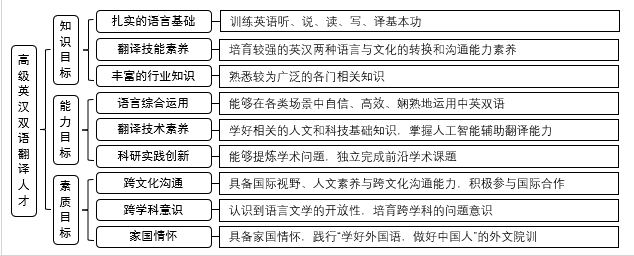 高级英汉双语翻译人才
知识目标
扎实的语言基础
训练英语听、说、读、写、译基本功
翻译技能素养
培育较强的英汉两种语言与文化的转换和沟通能力素养
丰富的行业知识
熟悉较为广泛的各门相关知识
能力目标
语言综合运用
能够在各类场景中自信、高效、娴熟地运用中英双语
翻译技术素养
学好相关的人文和科技基础知识，掌握人工智能辅助翻译能力
科研实践创新
能够提炼学术问题，独立完成前沿学术课题
素质目标
跨文化沟通
具备国际视野、人文素养与跨文化沟通能力，积极参与国际合作
跨学科意识
认识到语言文学的开放性，培育跨学科的问题意识
家国情怀
具备家国情怀，践行“学好外国语，做好中国人”的外文院训